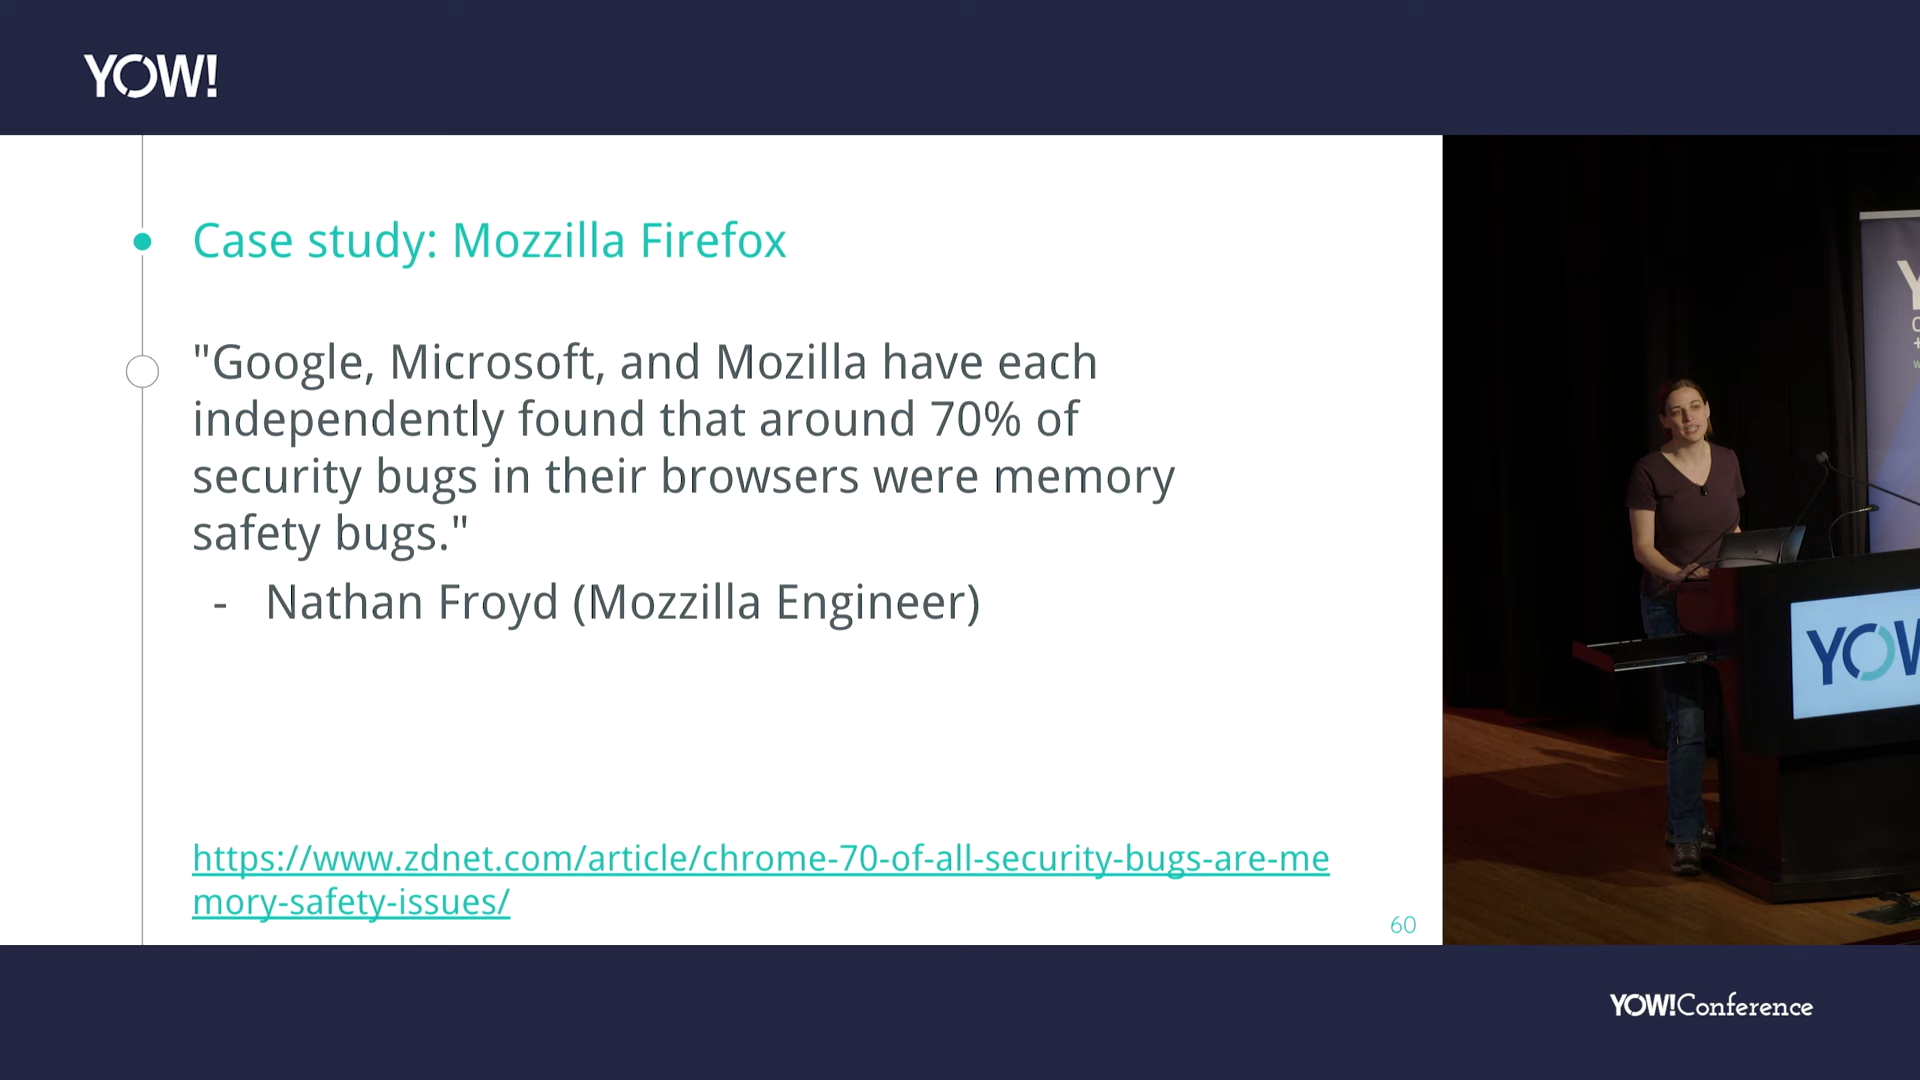 YOW!
Case study: Mozzilla Firefox
"Google, Microsoft, and Mozilla have each
independently found that around 70% of
security bugs in their browsers were memory
safety bugs."
- Nathan Froyd (Mozzilla Engineer)
https://www.zdnet.com/article/chrome-70-of-all-security-bugs-are-me
mory-safety-issues/
60
YOW
YOW!Conference